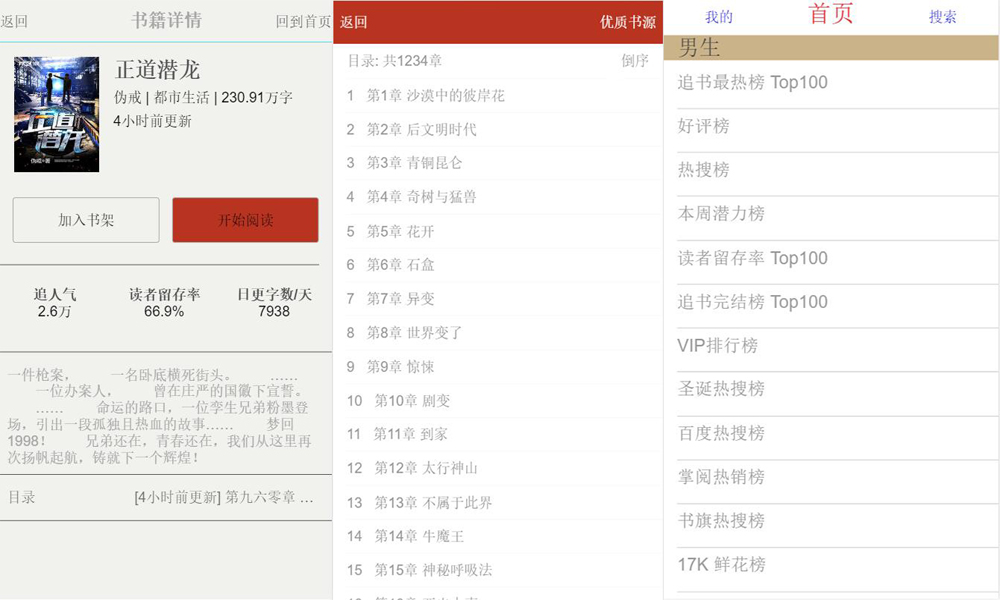 返回 书籍详情 回到首页
正道潜龙
伪戒 | 都市生活 | 230.91万字
4小时前更新
正道
潜龙
加入书架 开始阅读
追人气 读者留存率 日更字数/天
2.6万 66.9% 7938
一件枪案， 一名卧底横死街头。 ……
一位办案人， 曾在庄严的国徽下宣誓。
…… 命运的路口，一位孪生兄弟粉墨登
场，引出一段孤独且热血的故事…… 梦回
1998！ 兄弟还在，青春还在，我们从这里再
次扬帆起航，铸就下一个辉煌！
目录 [4小时前更新] 第九六零章 ...
返回 优质书源
目录: 共1234章 倒序
1 第1章 沙漠中的彼岸花
2 第2章 后文明时代
3 第3章 青铜昆仑
4 第4章 奇树与猛兽
5 第5章 花开
6 第6章 石盒
7 第7章 异变
8 第8章 世界变了
9 第9章 惊悚
10 第10章 剧变
11 第11章 到家
12 第12章 太行神山
13 第13章 不属于此界
14 第14章 牛魔王
15 第15章 神秘呼吸法
我的 首页 搜索
男生
追书最热榜 Top100
好评榜
热搜榜
本周潜力榜
读者留存率 Top100
追书完结榜 Top100
VIP排行榜
圣诞热搜榜
百度热搜榜
掌阅热销榜
书旗热搜榜
17K 鲜花榜